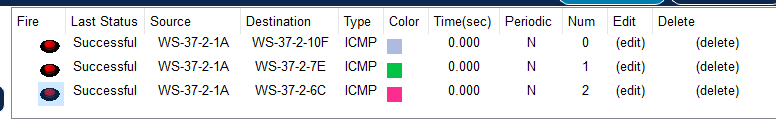 Fire Last Status Source Destination Type Color Time(sec) Periodic Num Edit Delete
Successful WS-37-2-1A WS-37-2-10F ICMP 0.000 N 0 (edit) (delete)
Successful WS-37-2-1A WS-37-2-7E ICMP 0.000 N 1 (edit) (delete)
Successful WS-37-2-1A WS-37-2-6C ICMP 0.000 N 2 (edit) (delete)